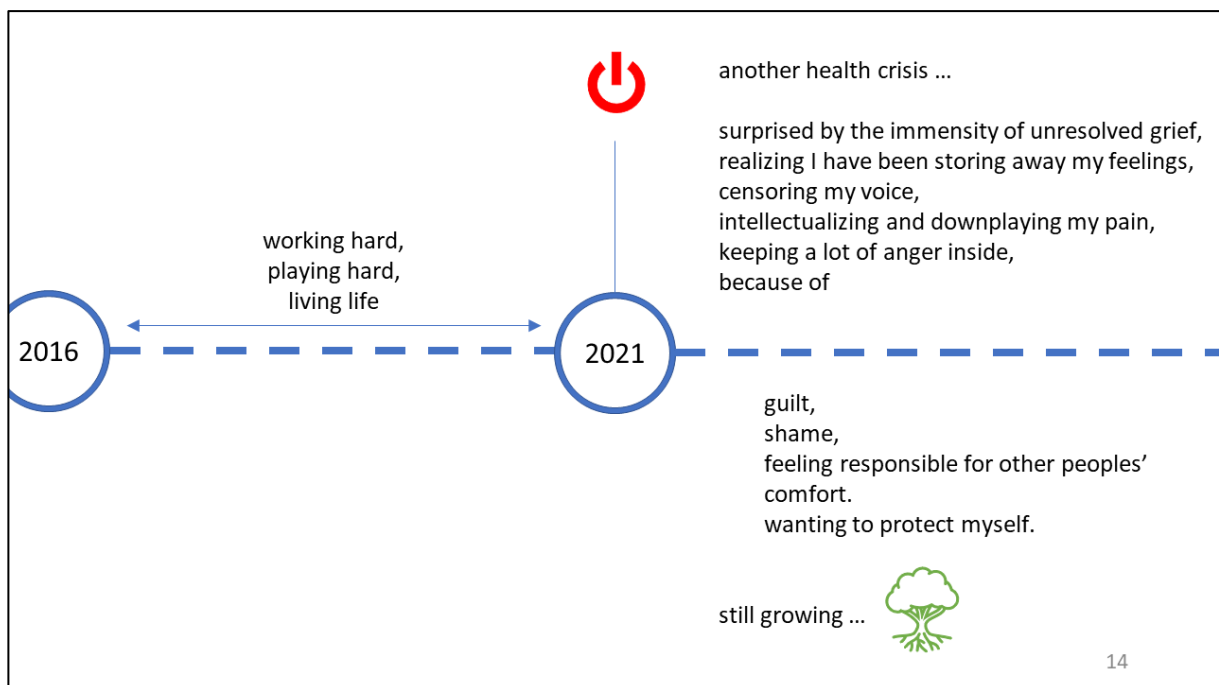 another health crisis …
surprised by the immensity of unresolved grief,
realizing I have been storing away my feelings,
censoring my voice,
intellectualizing and downplaying my pain,
keeping a lot of anger inside,
because of
working hard,
playing hard,
living life
2016
2021
guilt,
shame,
feeling responsible for other peoples’
comfort.
wanting to protect myself.
still growing …
14